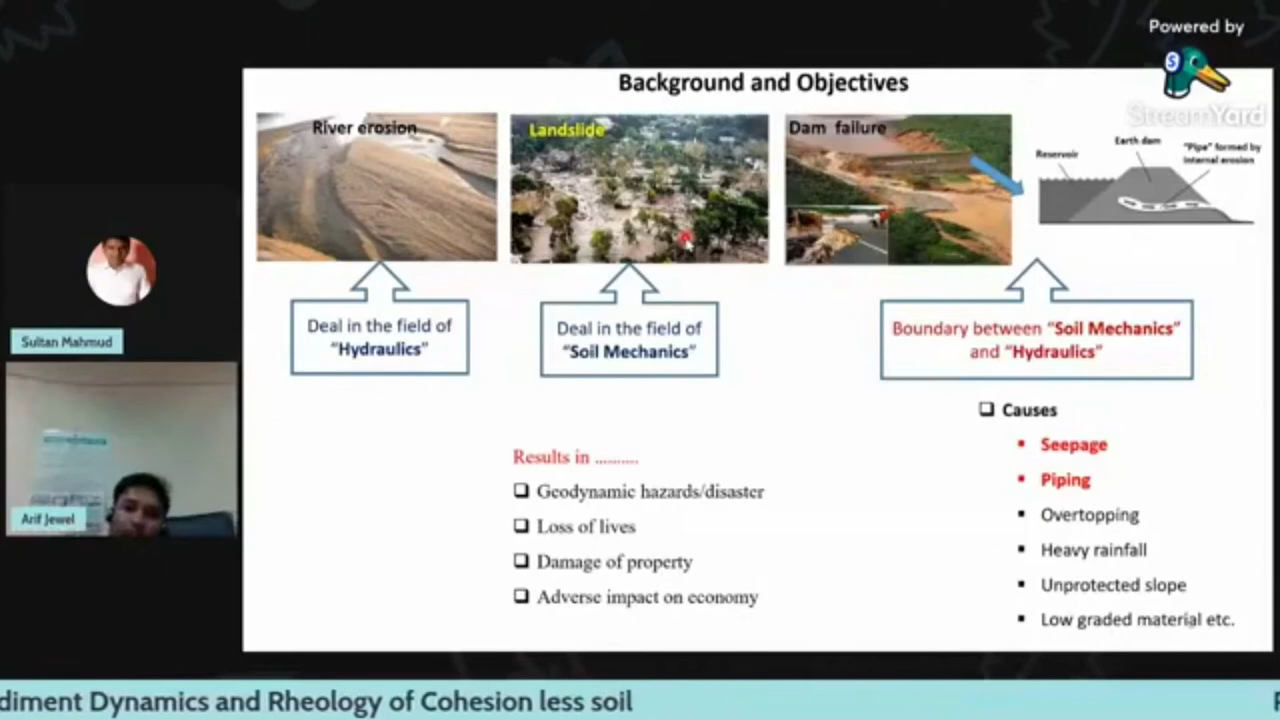 Powered by
StreamYard
Background and Objectives
River erosion
Landslide
Dam failure
Reservoir
Earth dam
"Pipe" formed by
internal erosion
Deal in the field of
"Hydraulics"
Deal in the field of
"Soil Mechanics"
Boundary between "Soil Mechanics"
and "Hydraulics"
Causes
Seepage
Piping
Overtopping
Heavy rainfall
Unprotected slope
Low graded material etc.
Results in ..........
Geodynamic hazards/disaster
Loss of lives
Damage of property
Adverse impact on economy
Sultan Mahmud
Arif Jewel
diment Dynamics and Rheology of Cohesion less soil